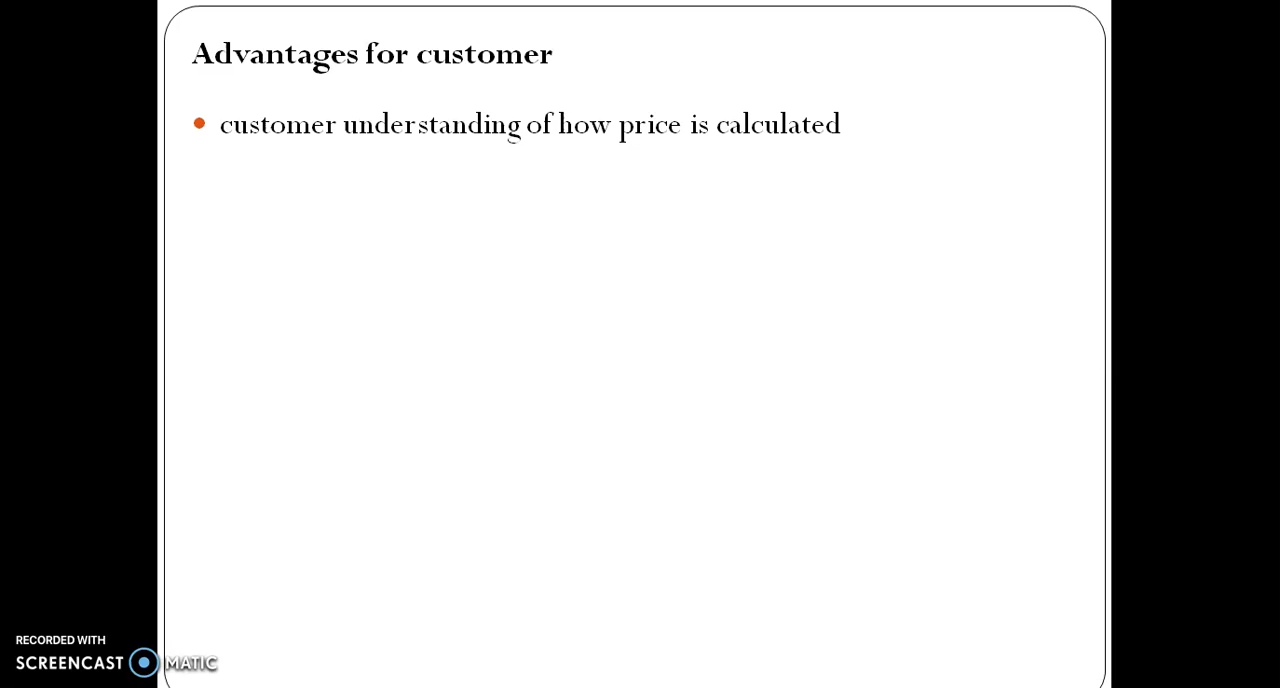 Advantages for customer
customer understanding of how price is calculated
RECORDED WITH
SCREENCAST MATIC